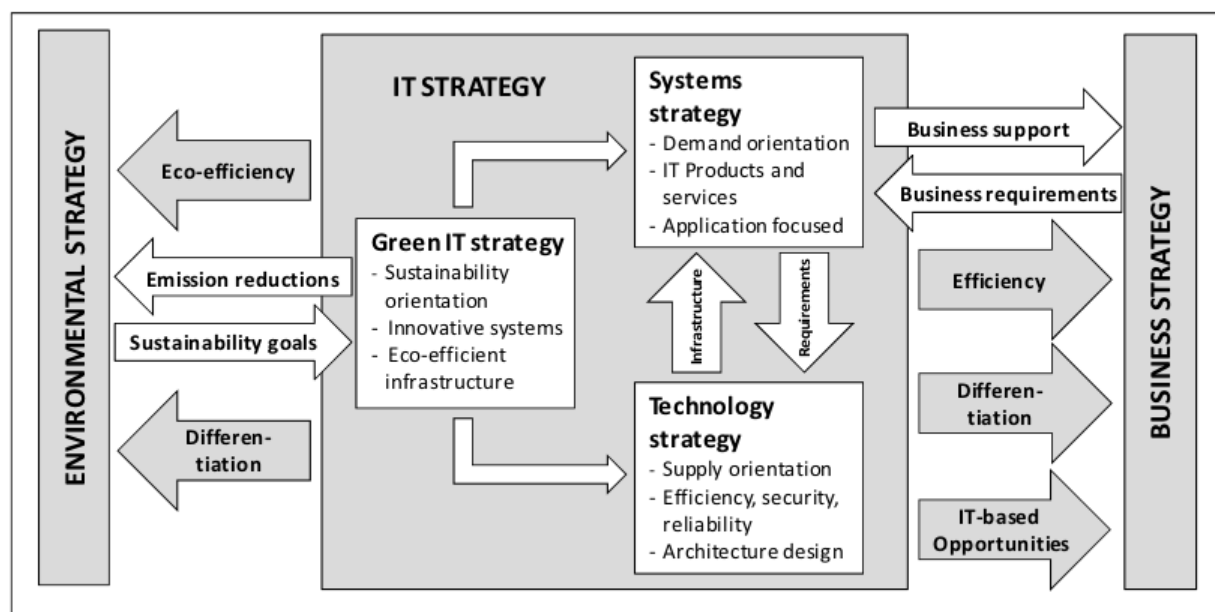 ENVIRONMENTAL STRATEGY
Eco-efficiency
Emission reductions
Sustainability goals
Differen-
tiation
IT STRATEGY
Green IT strategy
- Sustainability
orientation
- Innovative systems
- Eco-efficient
infrastructure
Systems
strategy
- Demand orientation
- IT Products and
services
- Application focused
Infrastructure
Requirements
Technology
strategy
- Supply orientation
- Efficiency, security,
reliability
- Architecture design
Business support
Business requirements
Efficiency
Differen-
tiation
IT-based
Opportunities
BUSINESS STRATEGY